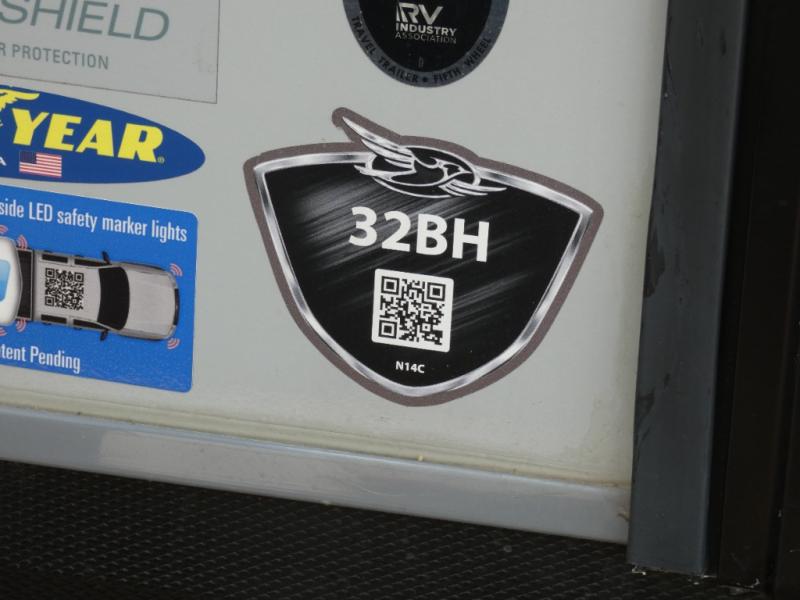 SHIELD
R PROTECTION
RV
INDUSTRY
ASSOCIATION
TRAVEL TRAILER • FIFTH WHEEL
YEAR
A
side LED safety marker lights
tent Pending
32BH
N14C